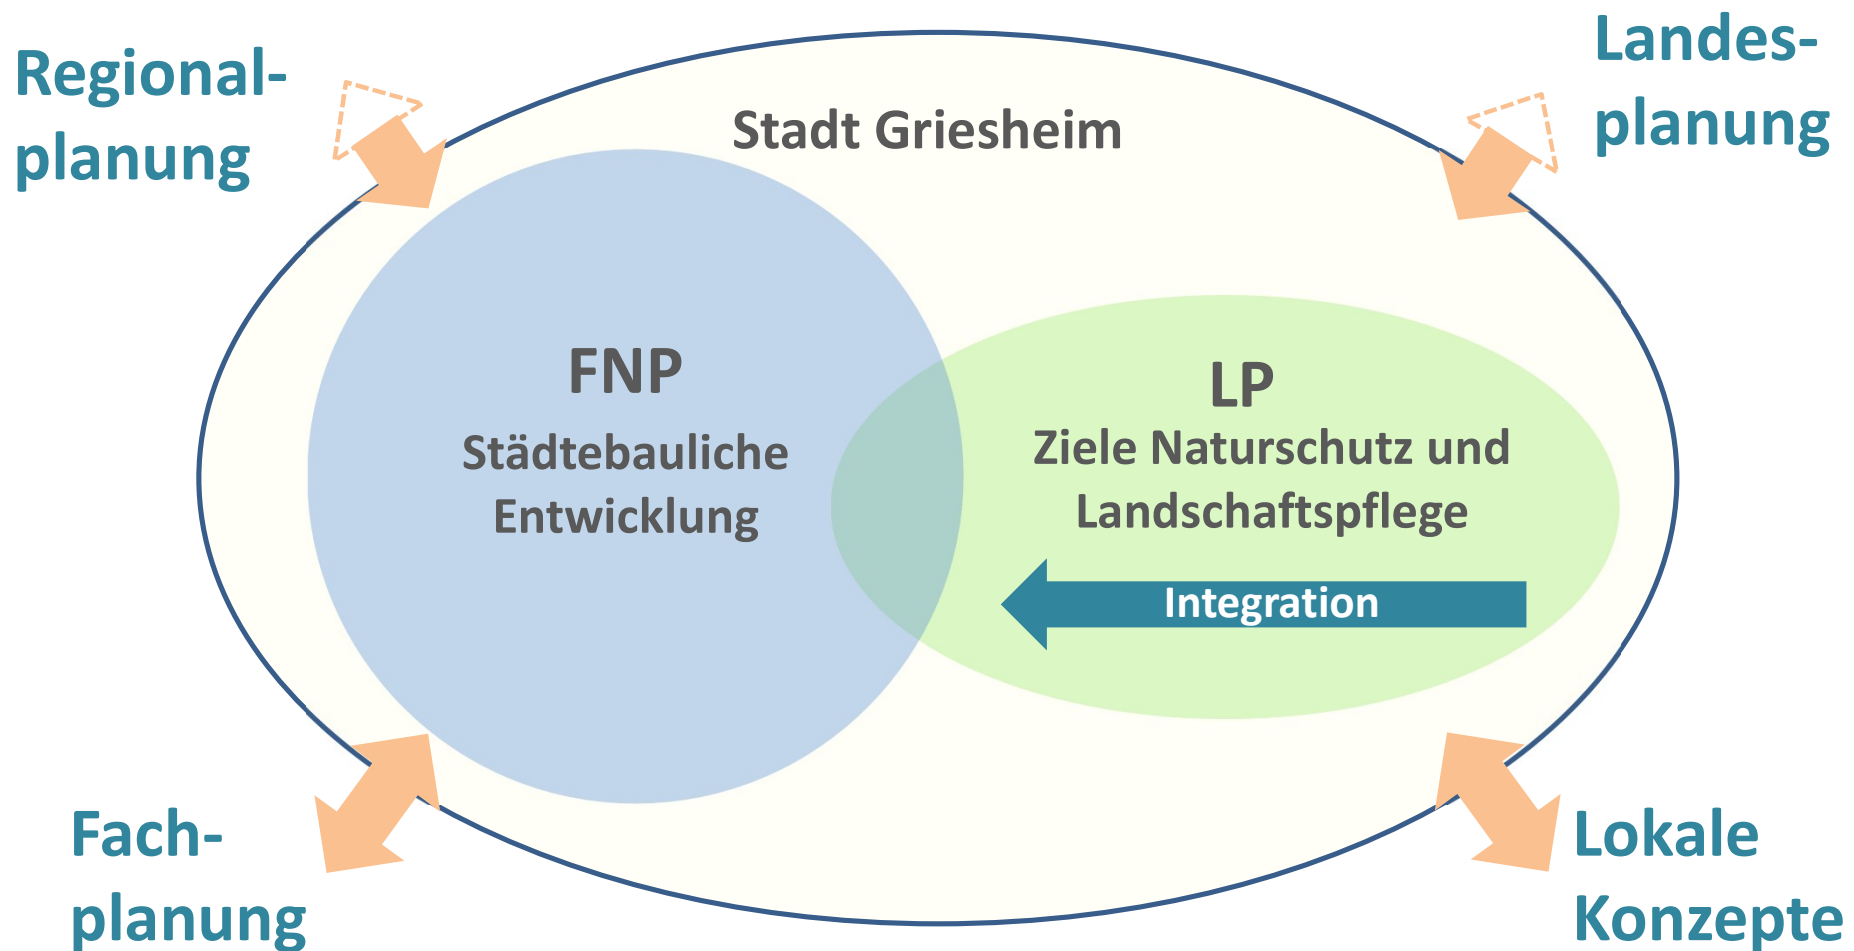 Regional-
planung
Landes-
planung
Stadt Griesheim
FNP
Städtebauliche
Entwicklung
LP
Ziele Naturschutz und
Landschaftspflege
Integration
Fach-
planung
Lokale
Konzepte